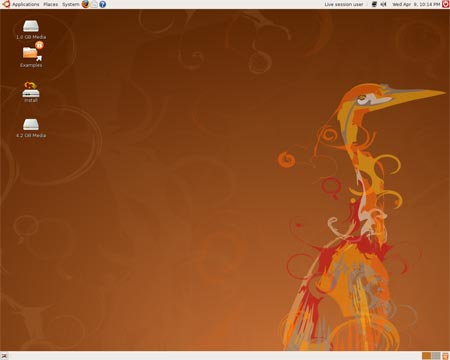 Applications Places System Live session user Wed Apr 9, 10:14 PM
1.0 GB Media
Examples
Install
4.2 GB Media